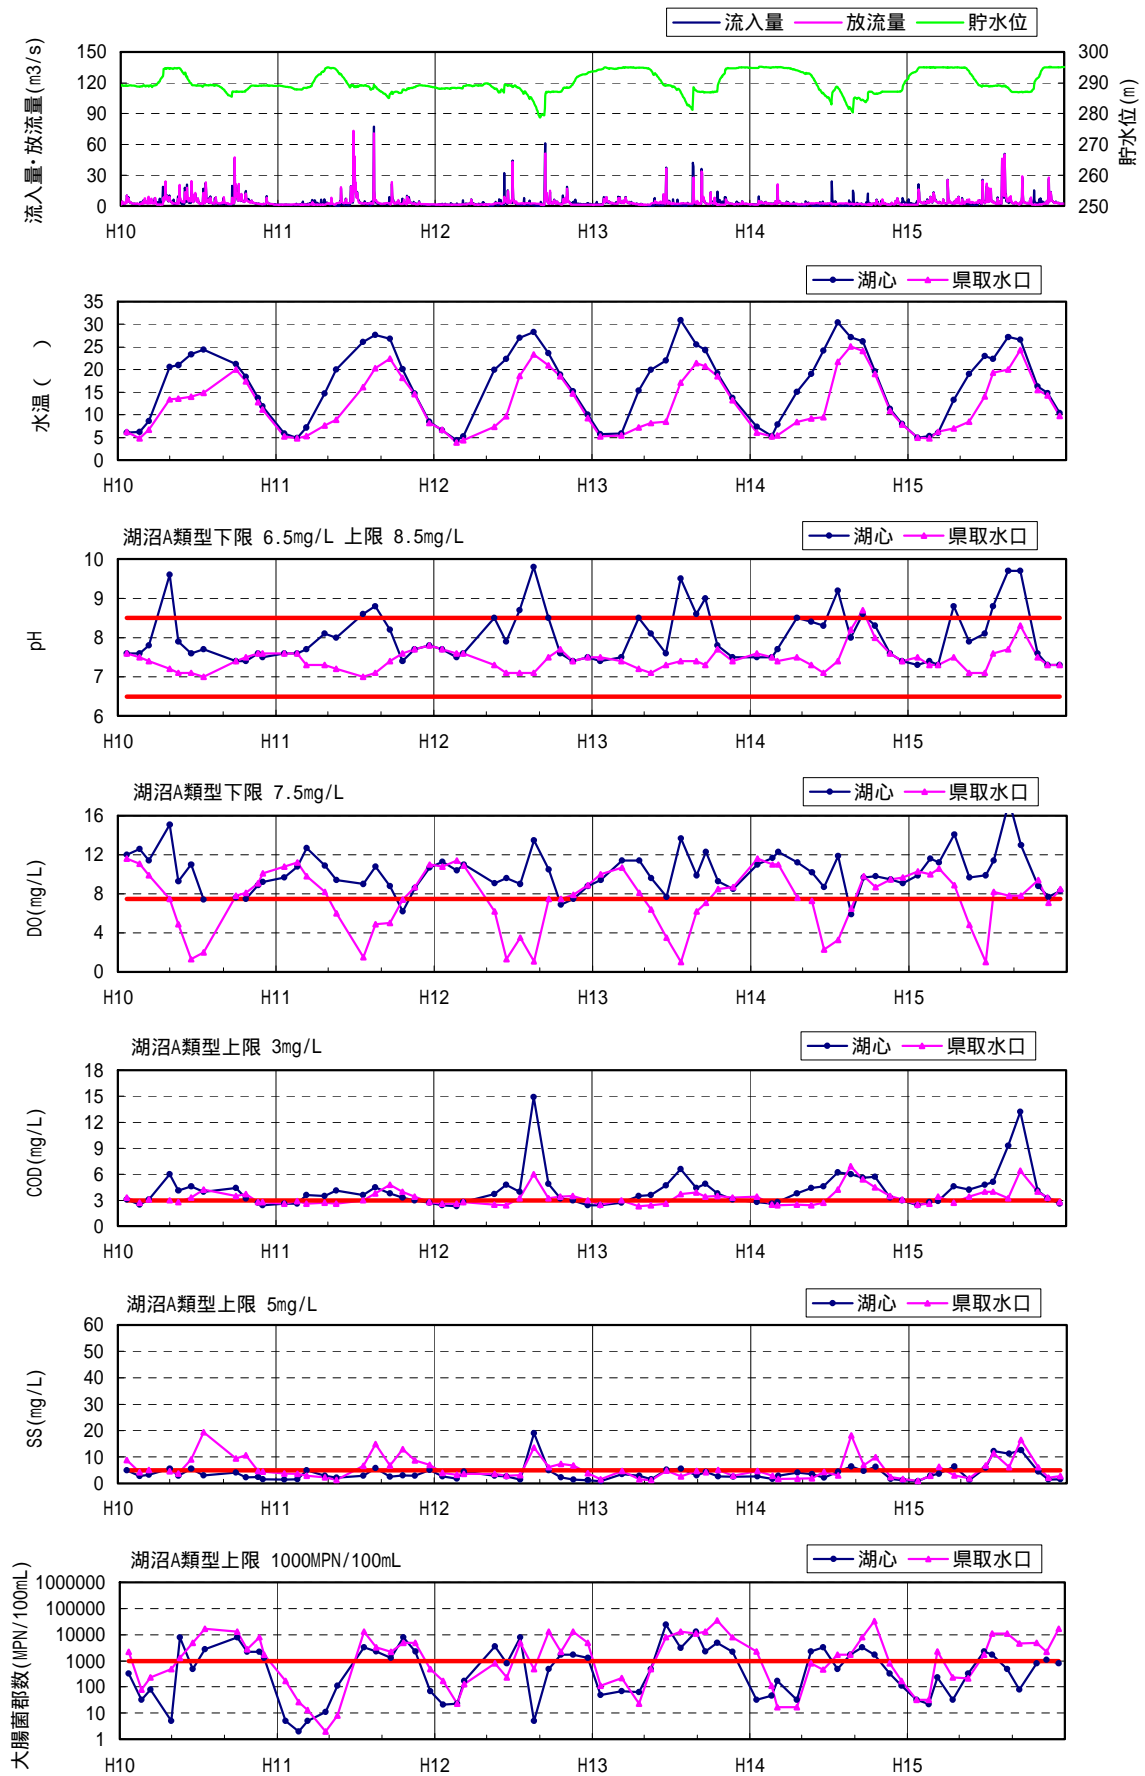 流入量 放流量 貯水位
流入量・放流量(m3/s)
150
120
90
60
30
0
300
290
280
270
260
250
貯水位(m)
H10 H11 H12 H13 H14 H15
湖心 県取水口
水温( )
35
30
25
20
15
10
5
0
H10 H11 H12 H13 H14 H15
湖沼A類型下限 6.5mg/L 上限 8.5mg/L
湖心 県取水口
pH
10
9
8
7
6
H10 H11 H12 H13 H14 H15
湖沼A類型下限 7.5mg/L
湖心 県取水口
DO(mg/L)
16
12
8
4
0
H10 H11 H12 H13 H14 H15
湖沼A類型上限 3mg/L
湖心 県取水口
COD(mg/L)
18
15
12
9
6
3
0
H10 H11 H12 H13 H14 H15
湖沼A類型上限 5mg/L
湖心 県取水口
SS(mg/L)
60
50
40
30
20
10
0
H10 H11 H12 H13 H14 H15
湖沼A類型上限 1000MPN/100mL
湖心 県取水口
大腸菌郡数(MPN/100mL)
1000000
100000
10000
1000
100
10
1
H10 H11 H12 H13 H14 H15